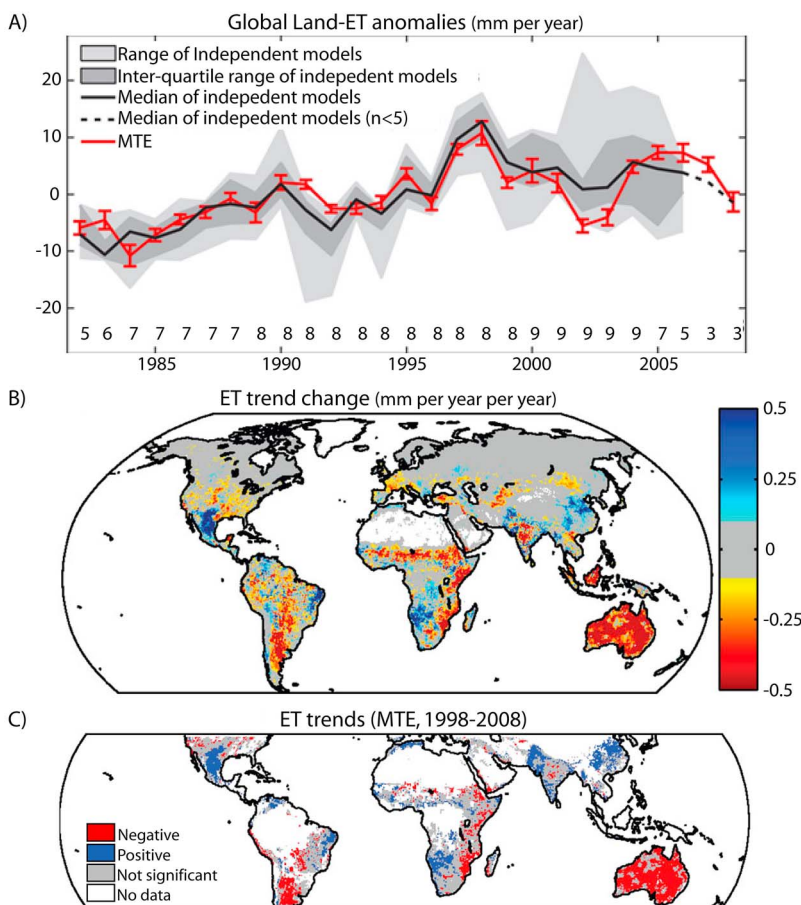 A) Global Land-ET anomalies (mm per year)
Range of Independent models
Inter-quartile range of indepedent models
Median of indepedent models
Median of indepedent models (n<5)
MTE
20
10
0
-10
-20
5 6 7 7 7 7 7 8 8 8 8 8 8 8 8 8 8 8 9 9 9 9 9 7 5 3 3
1985 1990 1995 2000 2005
B) ET trend change (mm per year per year)
0.5
0.25
0
-0.25
-0.5
C) ET trends (MTE, 1998-2008)
Negative
Positive
Not significant
No data